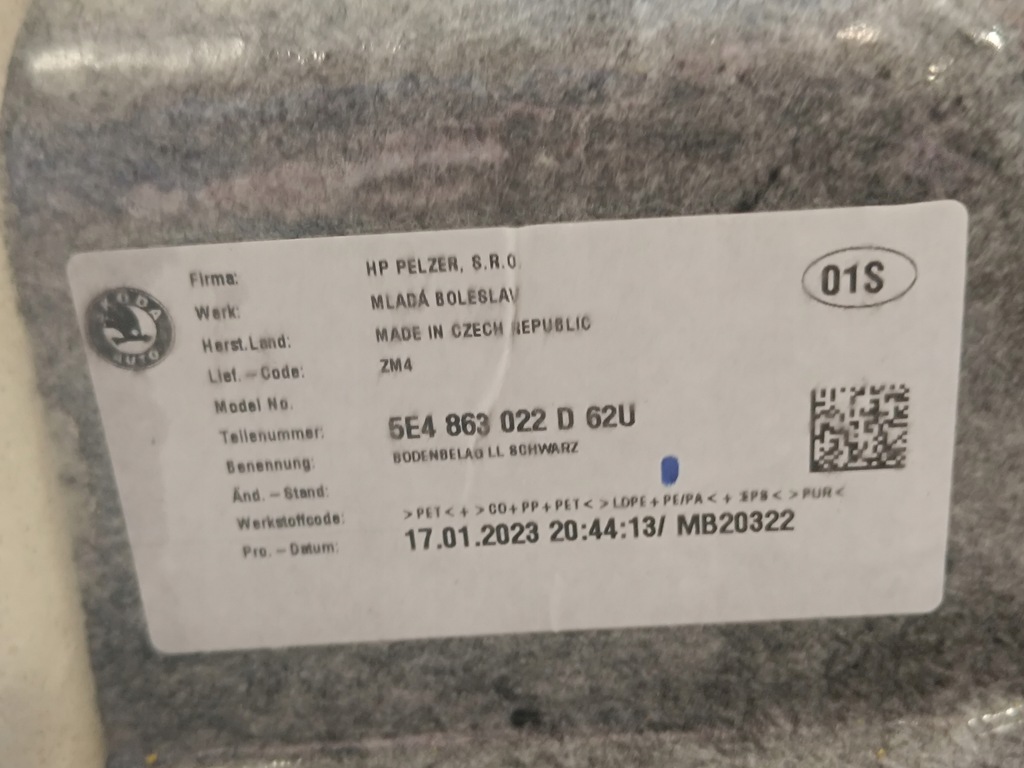 Firma: HP PELZER, S.R.O.
01S
Werk: MLADÁ BOLESLAV
ŠKODA
AUTO
Herst.Land: MADE IN CZECH REPUBLIC
Lief.-Code: ZM4
Model No.
Teilenummer: 5E4 863 022 D 62U
Benennung: BODENBELAG LL SCHWARZ
Änd.-Stand:
Werkstoffcode: >PET<+>CO+PP+PET<>LDPE+PE/PA<+ <>PUR<
Pro.-Datum: 17.01.2023 20:44:13/ MB20322